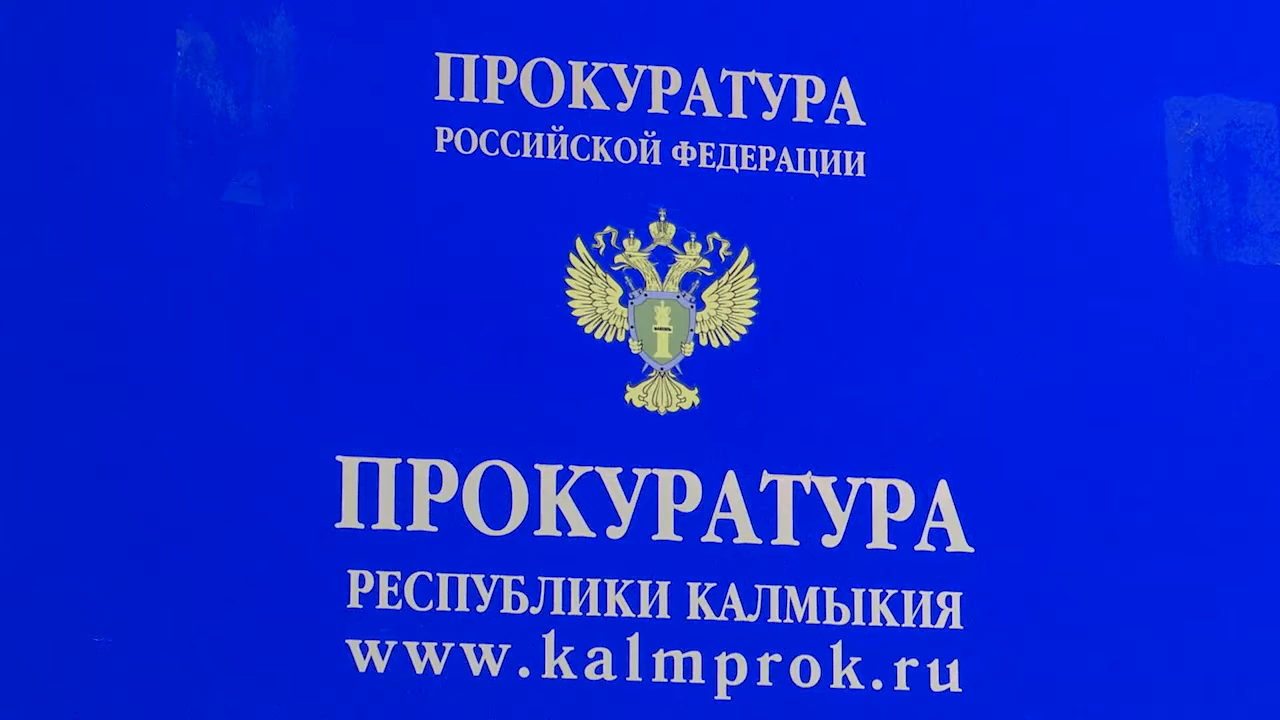 ПРОКУРАТУРА
РОССИЙСКОЙ ФЕДЕРАЦИИ
ПРОКУРАТУРА
РЕСПУБЛИКИ КАЛМЫКИЯ
www.kalmprok.ru